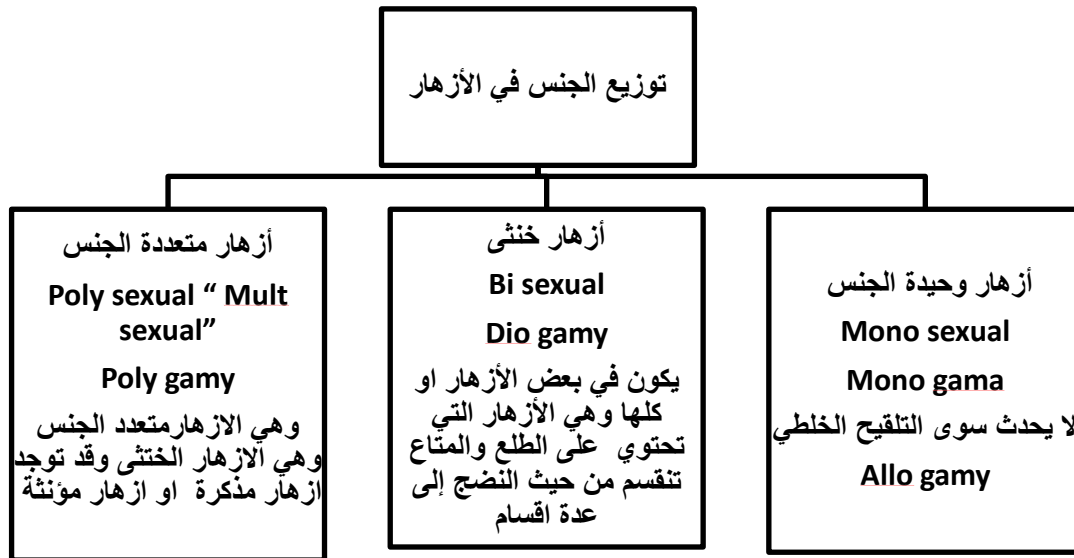 توزيع الجنس في الأزهار
أزهار وحيدة الجنس
Mono sexual
Mono gama
لا يحدث سوى التلقيح الخلطي
Allo gamy
أزهار خنثى
Bi sexual
Dio gamy
يكون في بعض الأزهار او
كلها وهي الأزهار التي
تحتوي على الطلع والمتاع
تنقسم من حيث النضج إلى
عدة اقسام
أزهار متعددة الجنس
Poly sexual “ Mult
sexual”
Poly gamy
وهي الازهارمتعدد الجنس
وهي الازهار الختثى وقد توجد
ازهار مذكرة او ازهار مؤنثة